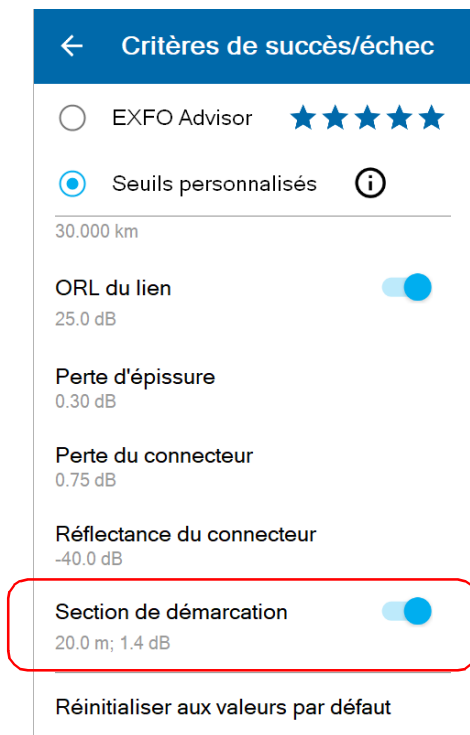 Critères de succès/échec
EXFO Advisor
Seuils personnalisés
30.000 km
ORL du lien
25.0 dB
Perte d'épissure
0.30 dB
Perte du connecteur
0.75 dB
Réflectance du connecteur
-40.0 dB
Section de démarcation
20.0 m; 1.4 dB
Réinitialiser aux valeurs par défaut